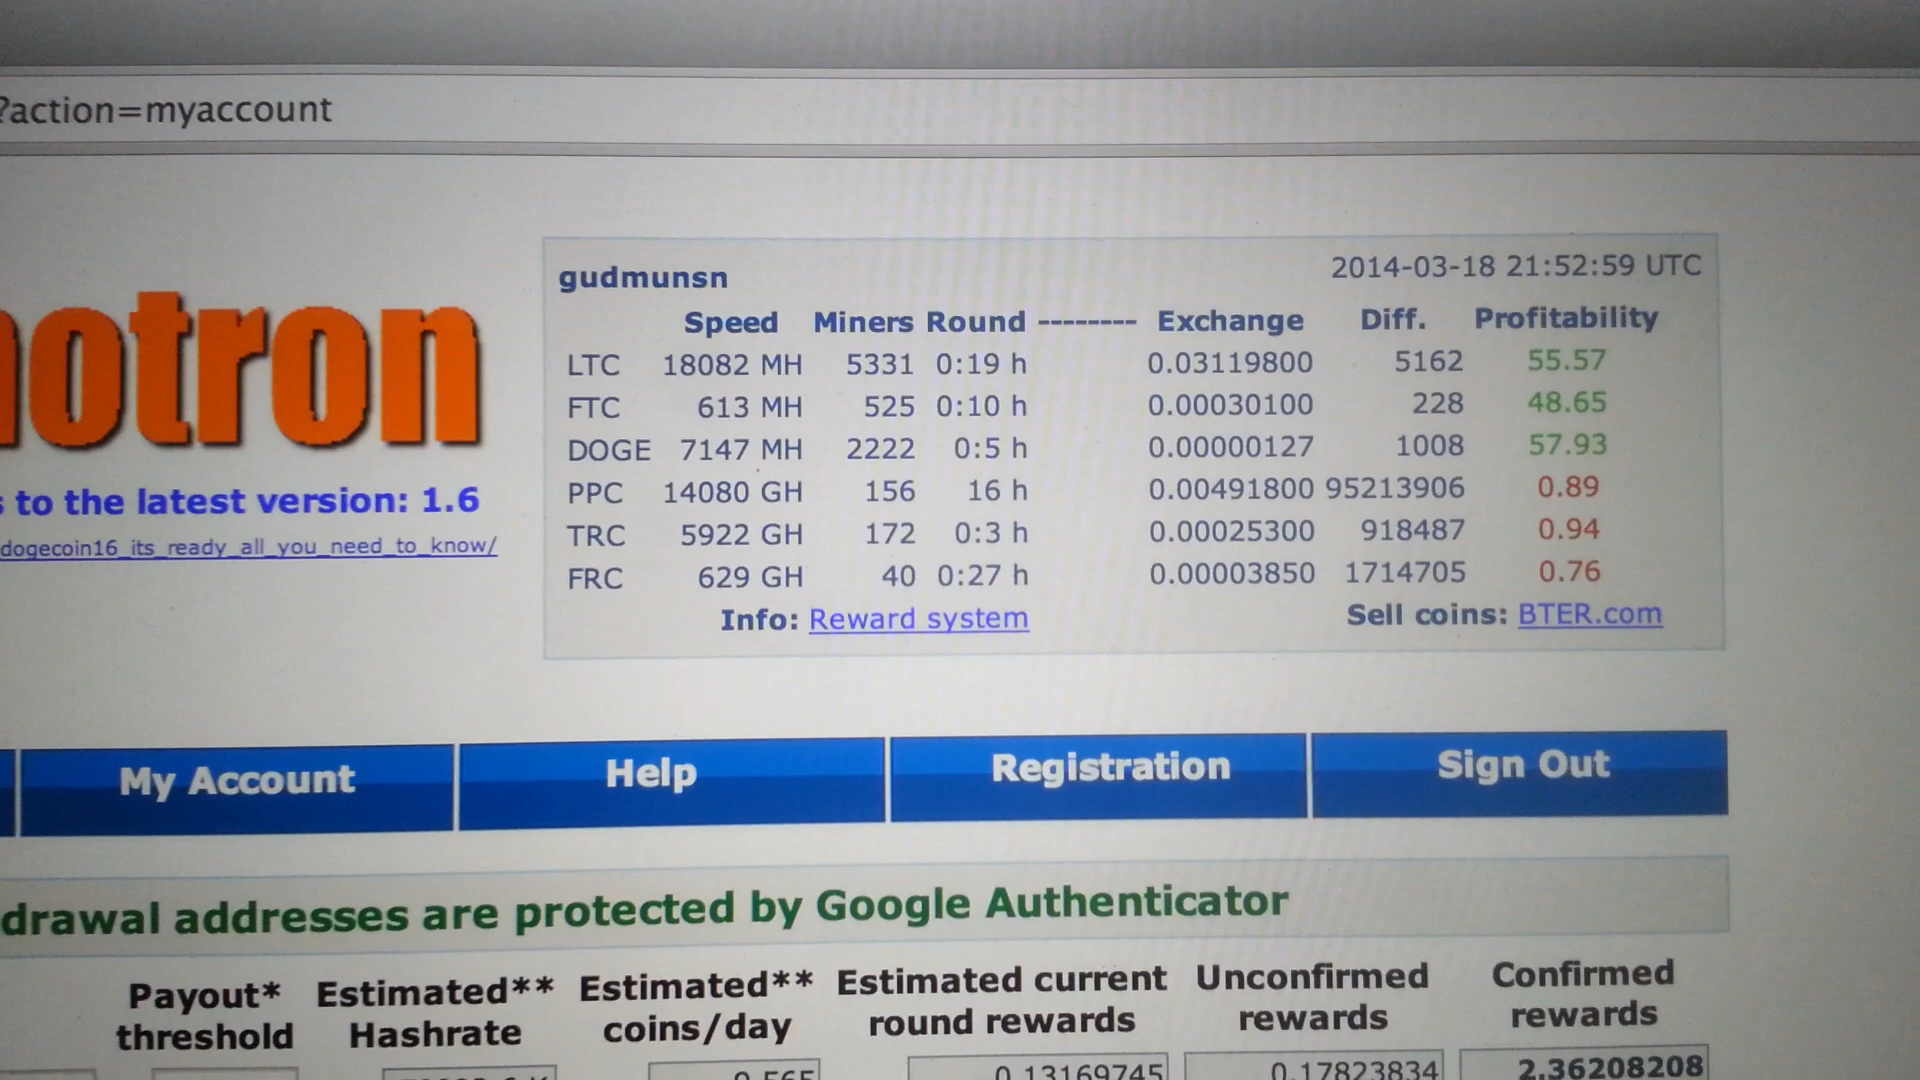 ?action=myaccount
gudmunsn 2014-03-18 21:52:59 UTC
Speed Miners Round -------- Exchange Diff. Profitability
LTC 18082 MH 5331 0:19 h 0.03119800 5162 55.57
FTC 613 MH 525 0:10 h 0.00030100 228 48.65
DOGE 7147 MH 2222 0:5 h 0.00000127 1008 57.93
PPC 14080 GH 156 16 h 0.00491800 95213906 0.89
TRC 5922 GH 172 0:3 h 0.00025300 918487 0.94
FRC 629 GH 40 0:27 h 0.00003850 1714705 0.76
Info: Reward system Sell coins: BTER.com
otron
s to the latest version: 1.6
dogecoin16_its_ready_all_you_need_to_know/
My Account Help Registration Sign Out
drawal addresses are protected by Google Authenticator
Payout* threshold
Estimated** Hashrate
Estimated** coins/day
Estimated current round rewards
Unconfirmed rewards
Confirmed rewards
0.565 0.13169745 0.17823834 2.36208208